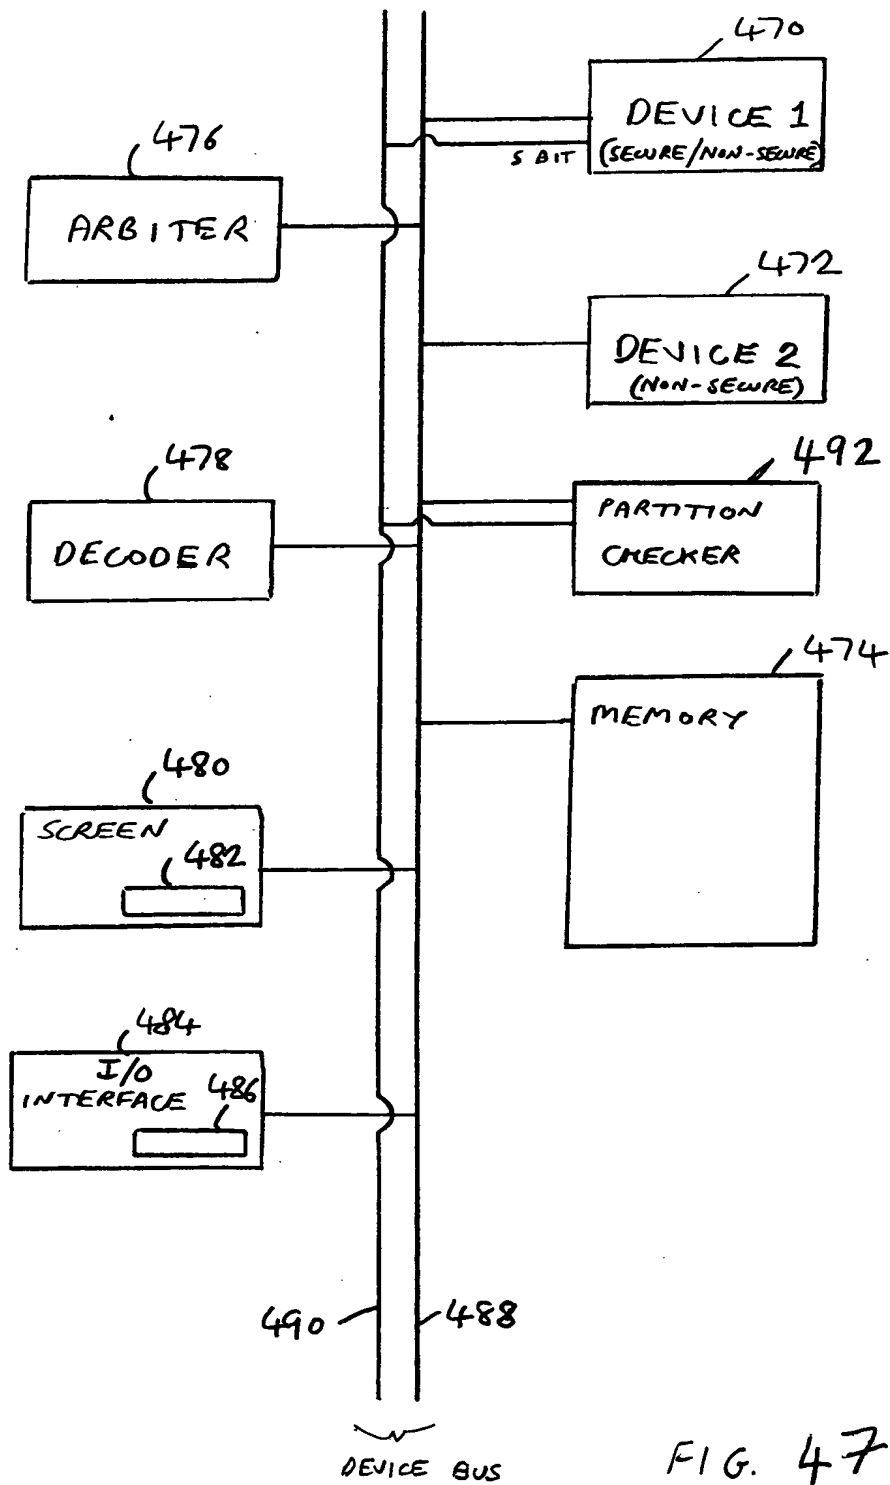 470
DEVICE 1
(SECURE/NON-SECURE)
S BIT
476
ARBITER
472
DEVICE 2
(NON-SECURE)
492
PARTITION
CHECKER
478
DECODER
474
MEMORY
480
SCREEN
482
484
I/O
INTERFACE
486
490
488
DEVICE BUS
FIG. 47